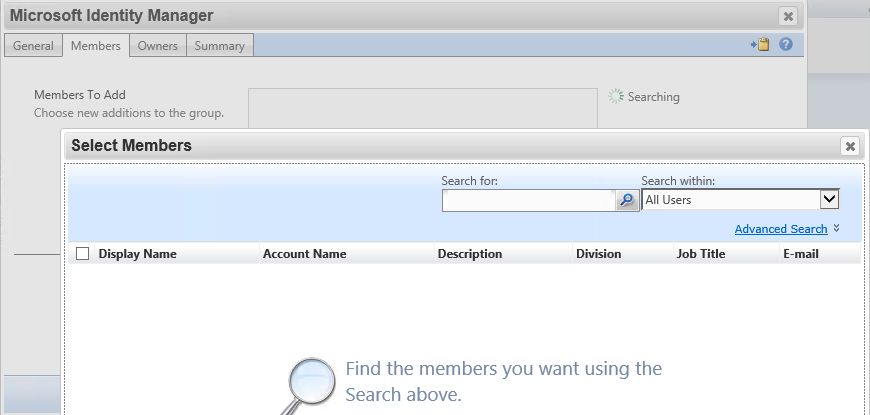 Microsoft Identity Manager
General Members Owners Summary
Members To Add
Choose new additions to the group.
Searching
Select Members
Search for: Search within:
All Users
Advanced Search
Display Name Account Name Description Division Job Title E-mail
Find the members you want using the
Search above.